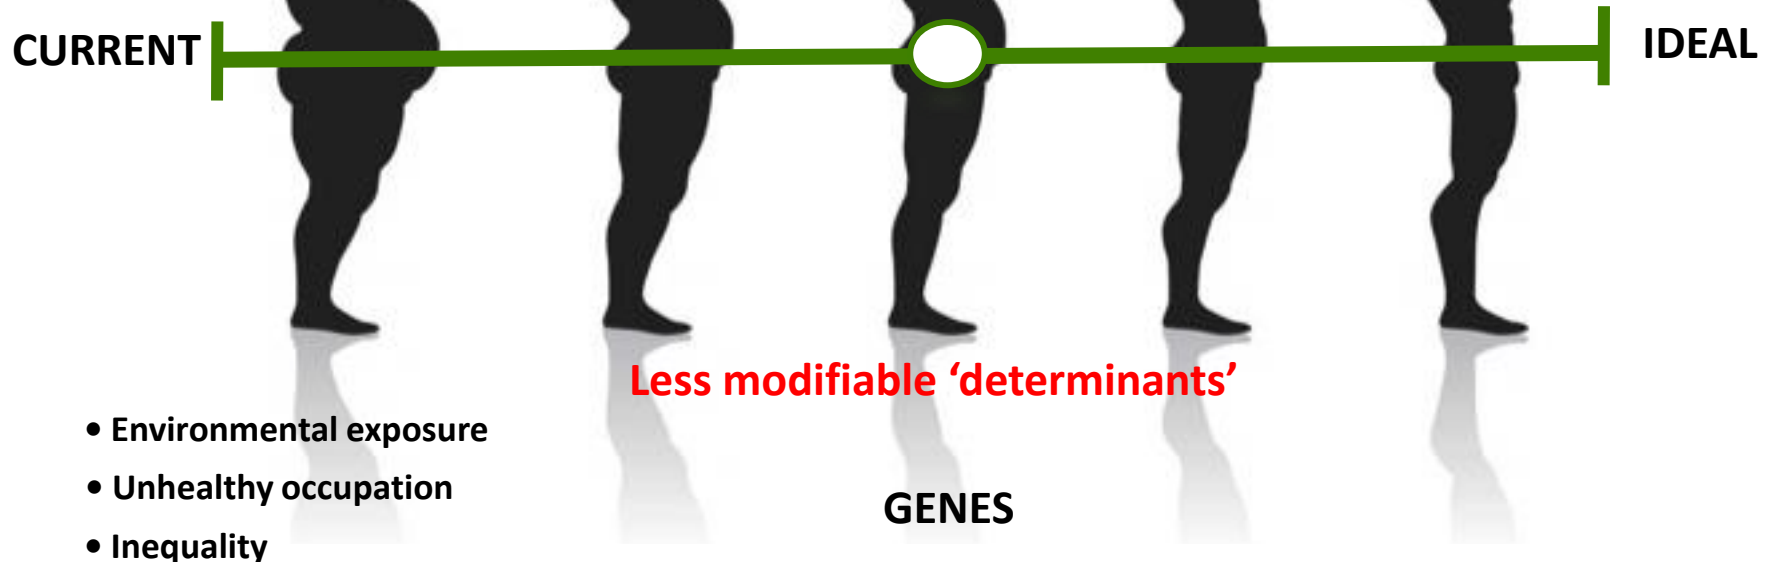 CURRENT
IDEAL
Less modifiable ‘determinants’
• Environmental exposure
• Unhealthy occupation
GENES
• Inequality